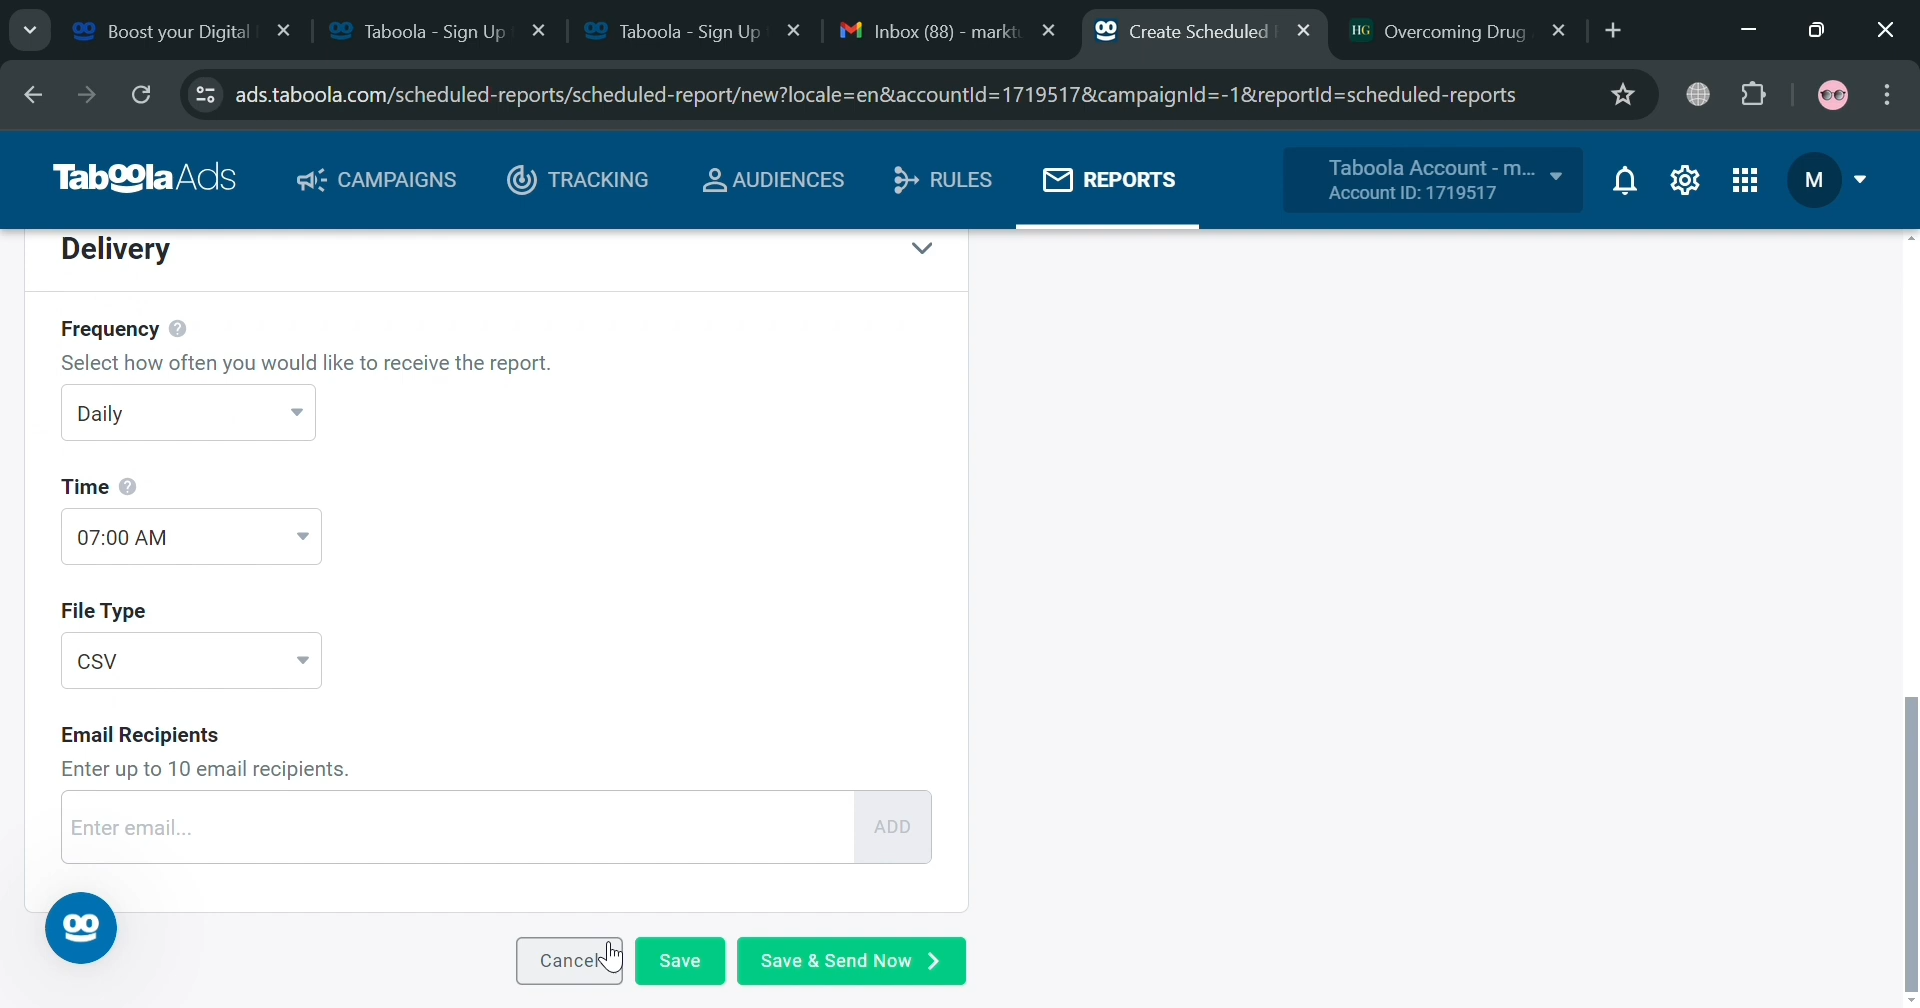 Boost your Digital
Taboola - Sign Up
Taboola - Sign Up
Inbox (88) - markt
Create Scheduled
HG Overcoming Drug
ads.taboola.com/scheduled-reports/scheduled-report/new?locale=en&accountId=1719517&campaignId=-1&reportId=scheduled-reports
Taboola Ads
CAMPAIGNS
TRACKING
AUDIENCES
RULES
REPORTS
Taboola Account - m...
Account ID: 1719517
M
Delivery
Frequency ?
Select how often you would like to receive the report.
Daily
Time ?
07:00 AM
File Type
CSV
Email Recipients
Enter up to 10 email recipients.
Enter email...
ADD
Cancel
Save
Save & Send Now